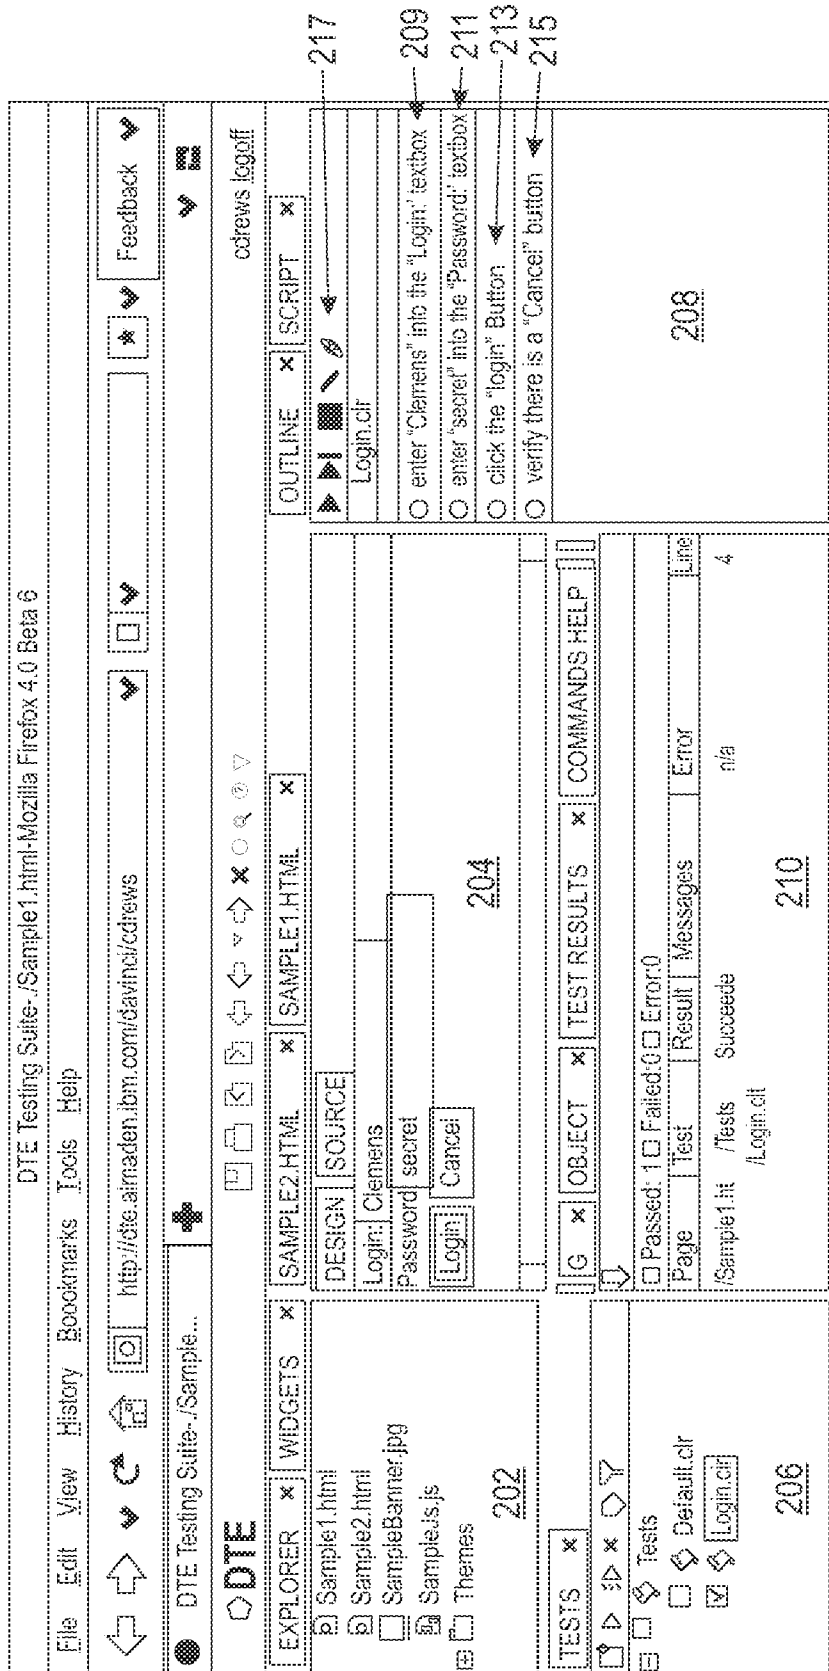 DTE Testing Suite-./Sample1.html-Mozilla Firefox 4.0 Beta 6
File Edit View History Boookmarks Tools Help
http://dte.almaden.ibm.com/davinci/cdrews
Feedback
DTE Testing Suite-./Sample...
DTE
cdrews logoff
EXPLORER x WIDGETS x
Sample1.html
Sample2.html
SampleBanner.jpg
Sample./s.js
Themes
202
TESTS x
Tests
Default.clr
Login.clr
206
SAMPLE2.HTML x SAMPLE1.HTML x
DESIGN SOURCE
Login: Clemens
Password secret
Login Cancel
204
G x OBJECT x TEST RESULTS x COMMANDS HELP
Passed: 1 Failed:0 Error:0
Page Test Result Messages Error Line
/Sample1.ht /Tests Succeede n/a 4
/Login.clt
210
OUTLINE x SCRIPT x
217
Login.clr
enter "Clemens" into the "Login:' textbox 209
enter "secret" into the "Password:' textbox 211
click the "login" Button 213
verify there is a "Cancel" button 215
208